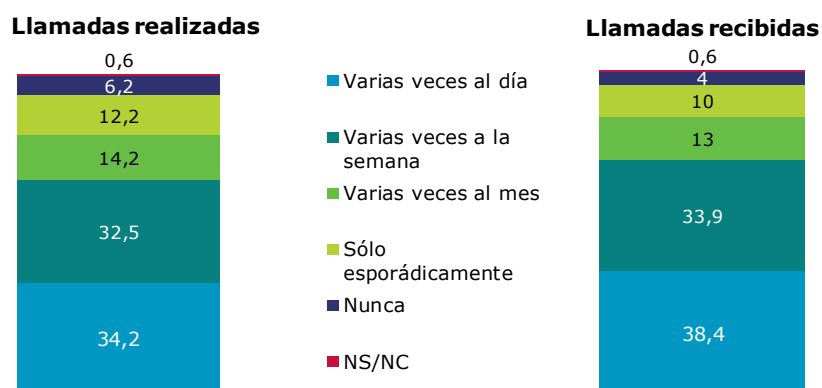 Llamadas realizadas
0,6
6,2
12,2
14,2
32,5
34,2
Varias veces al día
Varias veces a la
semana
Varias veces al mes
Sólo
esporádicamente
Nunca
NS/NC
Llamadas recibidas
0,6
4
10
13
33,9
38,4